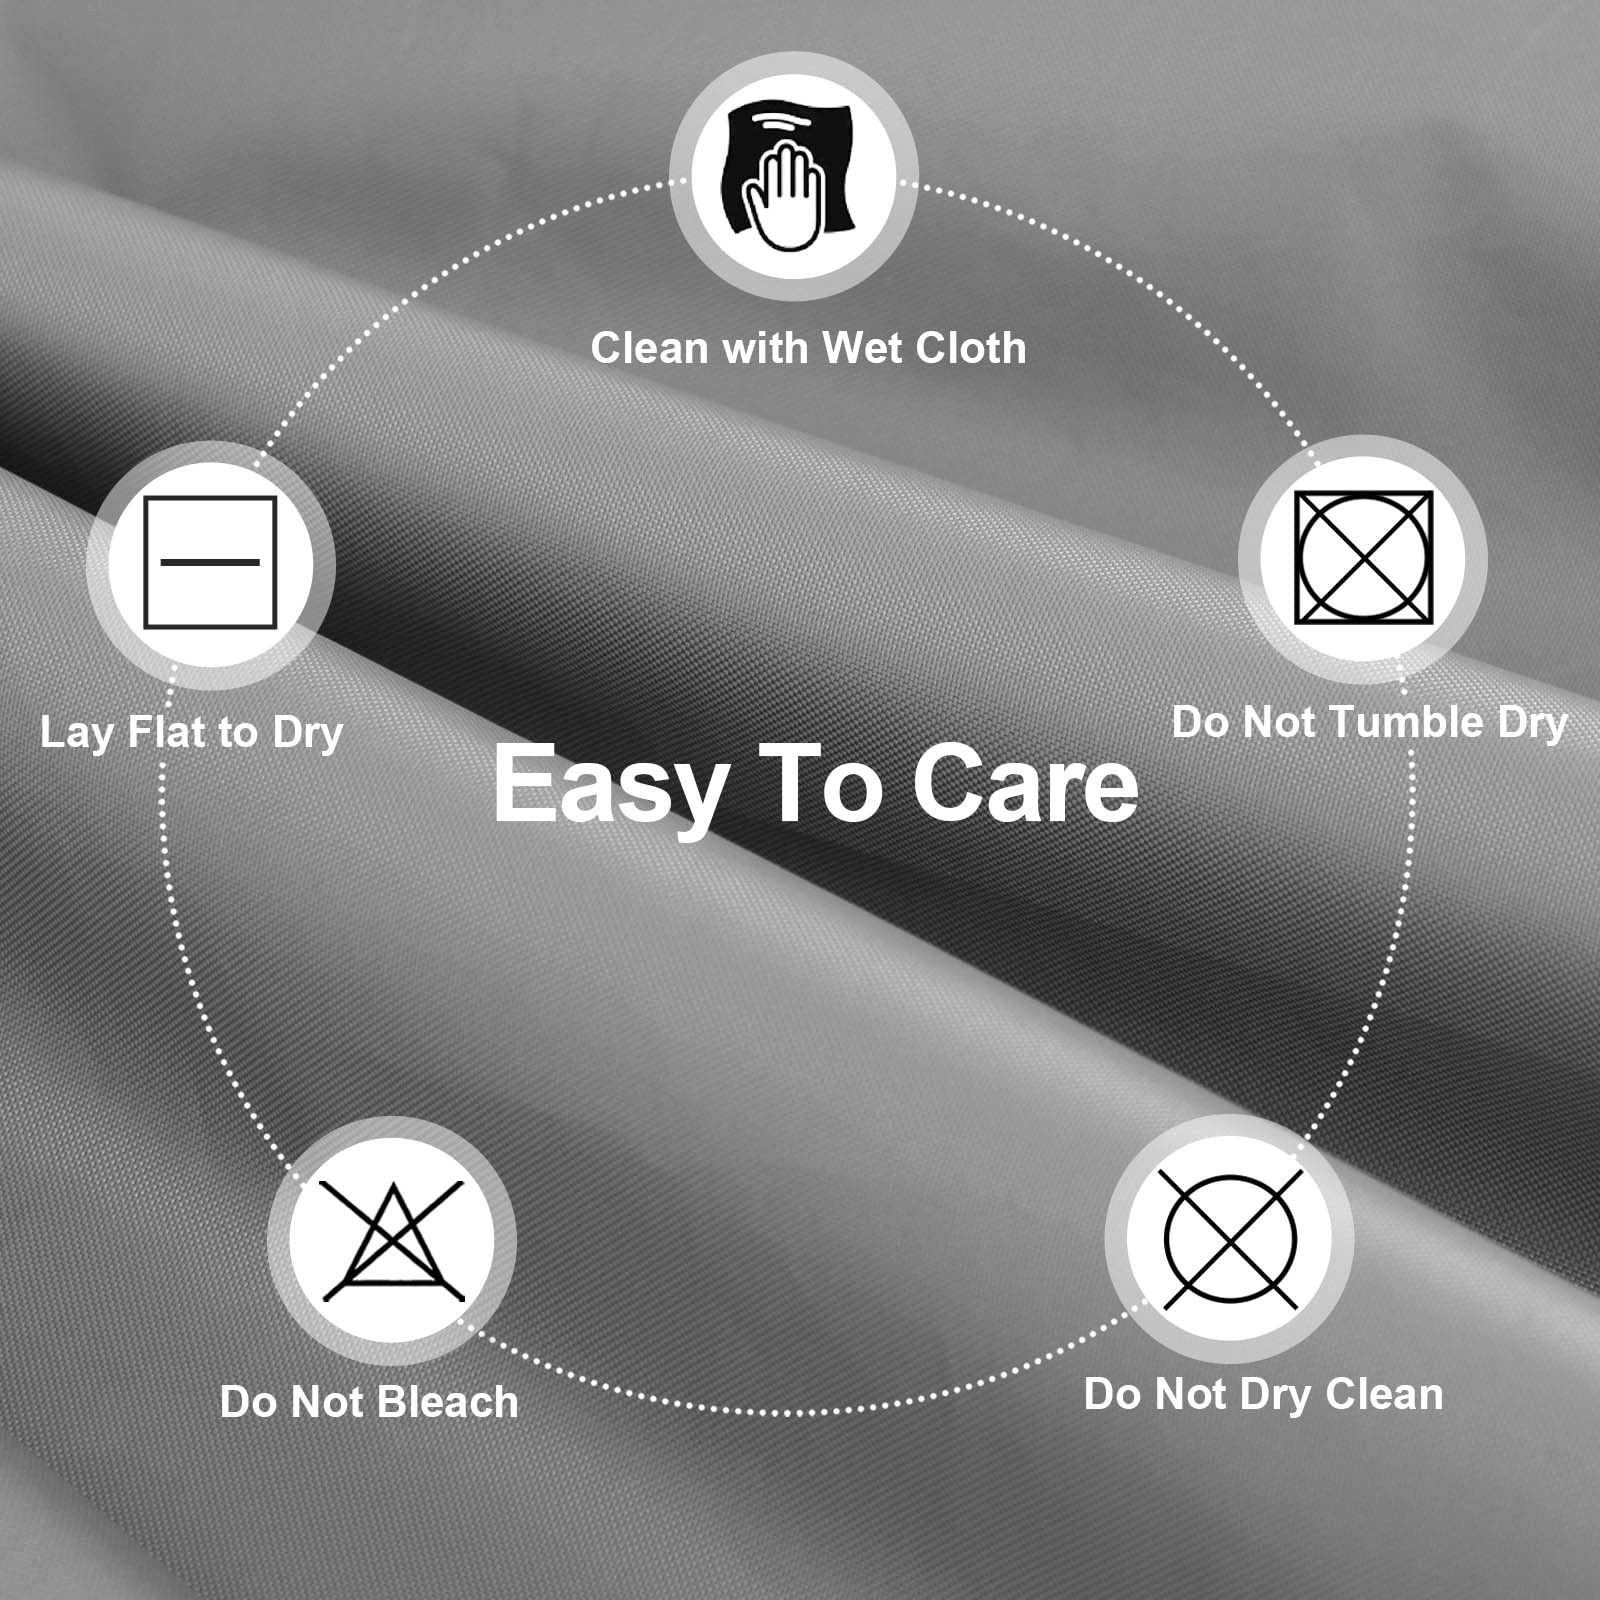 Clean with Wet Cloth
Lay Flat to Dry
Do Not Tumble Dry
Easy To Care
Do Not Bleach
Do Not Dry Clean